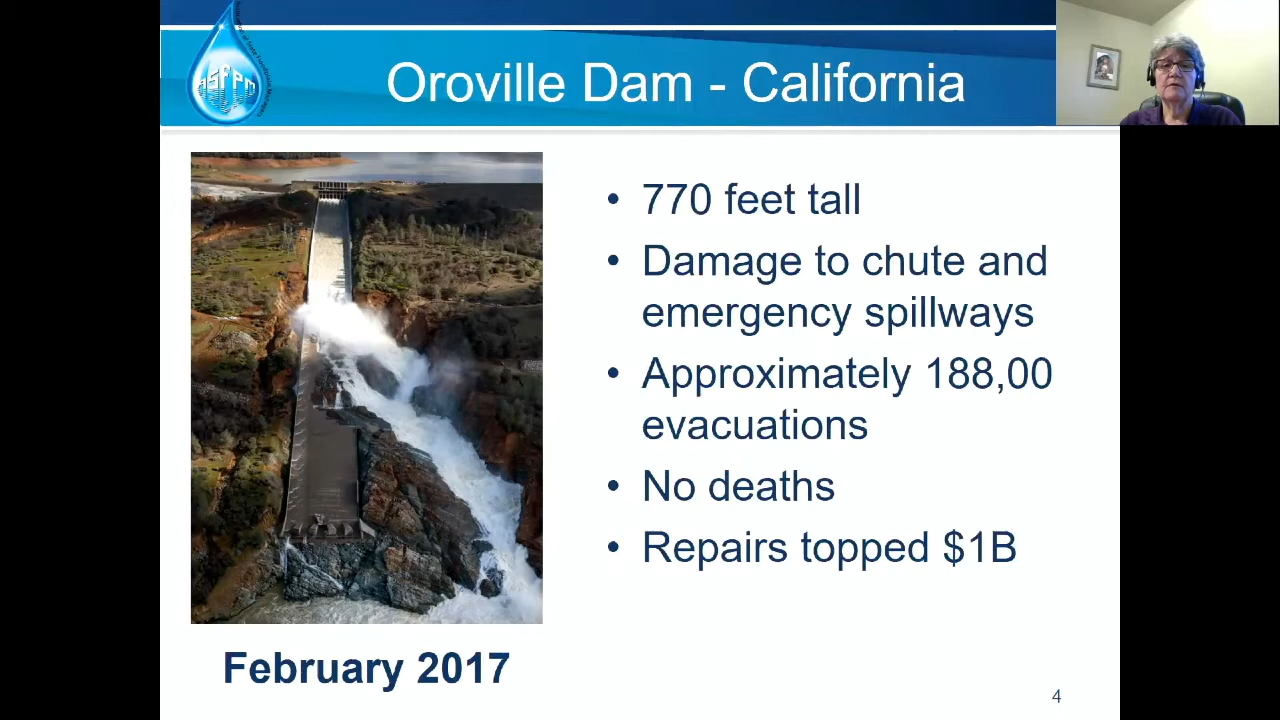 ASFPM
Oroville Dam - California
• 770 feet tall
• Damage to chute and
emergency spillways
• Approximately 188,00
evacuations
• No deaths
• Repairs topped $1B
February 2017
4